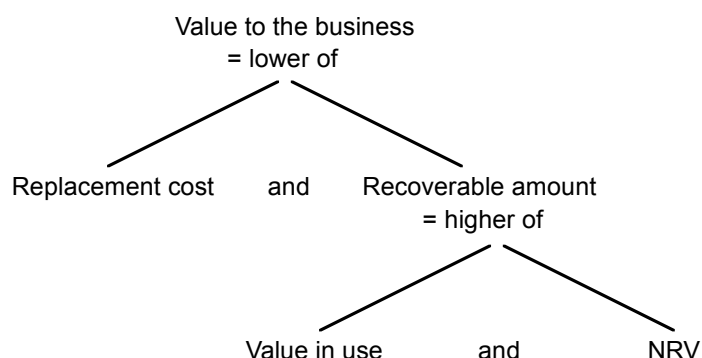 Value to the business
= lower of
Replacement cost and Recoverable amount
= higher of
Value in use and NRV